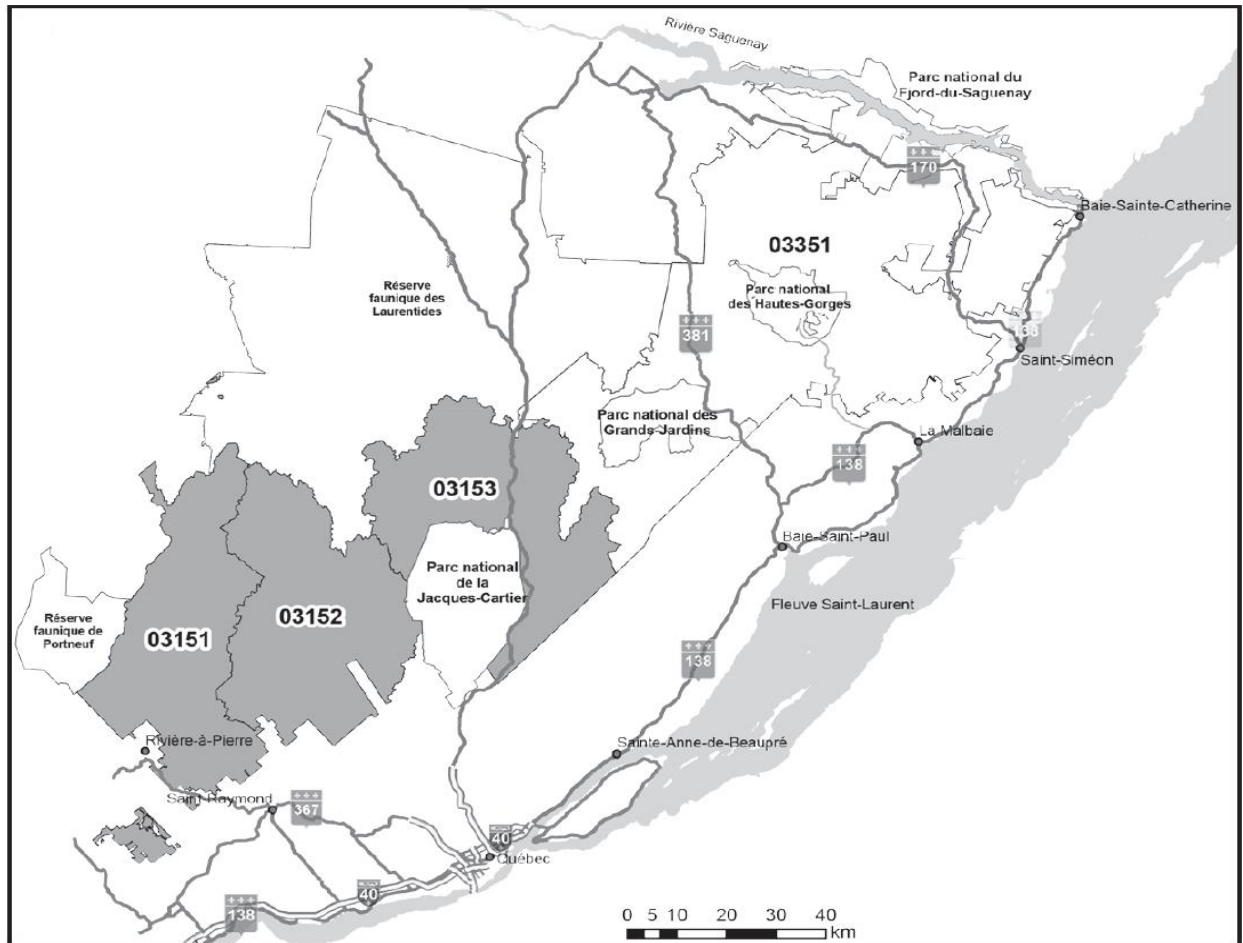 Rivière Saguenay
Parc national du
Fjord-du-Saguenay
170
Baie-Sainte-Catherine
03351
Réserve
faunique des
Laurentides
Parc national
des Hautes-Gorges
381
138
Saint-Siméon
Parc national des
Grands-Jardins
La Malbaie
138
03153
Baie-Saint-Paul
Parc national
de la
Jacques-Cartier
Fleuve Saint-Laurent
03152
Réserve
faunique de
Portneuf
03151
138
Rivière-à-Pierre
Sainte-Anne-de-Beaupré
Saint-Raymond
367
40
Québec
40
138
0 5 10 20 30 40
km